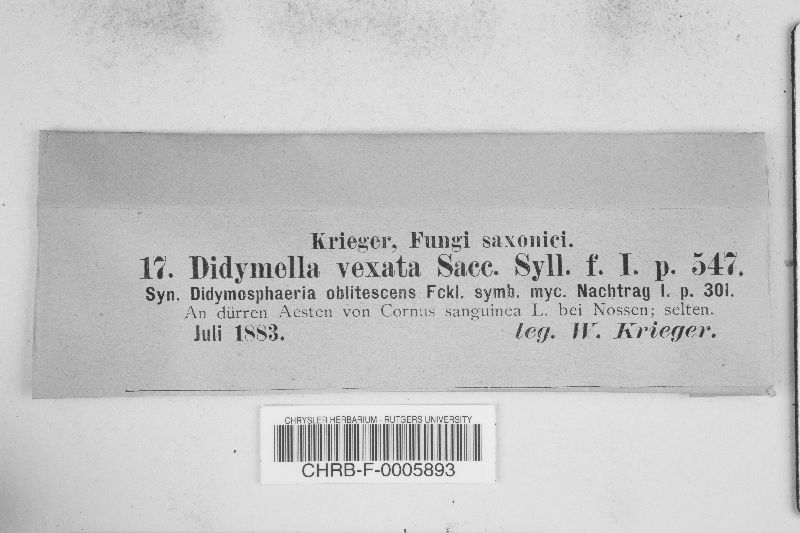 Krieger, Fungi saxonici.
17. Didymella vexata Sacc. Syll. f. I. p. 547.
Syn. Didymosphaeria oblitescens Fckl. symb. myc. Nachtrag I. p. 301.
An dürren Aesten von Cornus sanguinea L. bei Nossen; selten.
Juli 1883. leg. W. Krieger.
CHRYSLER HERBARIUM - RUTGERS UNIVERSITY
CHRB-F-0005893